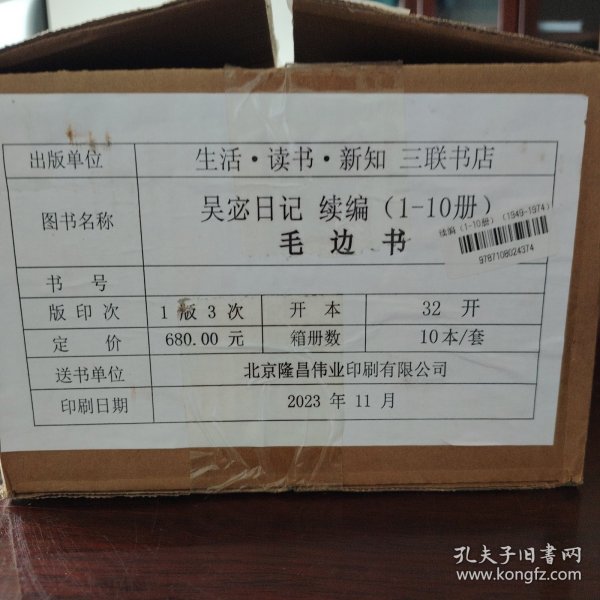 出版单位 生活·读书·新知 三联书店
图书名称 吴宓日记 续编（1-10册）
毛 边 书
续编（1-10册）（1949-1974）
9787108024374
书 号
版 印 次 1 版 3 次 开 本 32 开
定 价 680.00 元 箱册数 10本/套
送书单位 北京隆昌伟业印刷有限公司
印刷日期 2023 年 11 月
孔夫子旧书网
www.kongfz.com